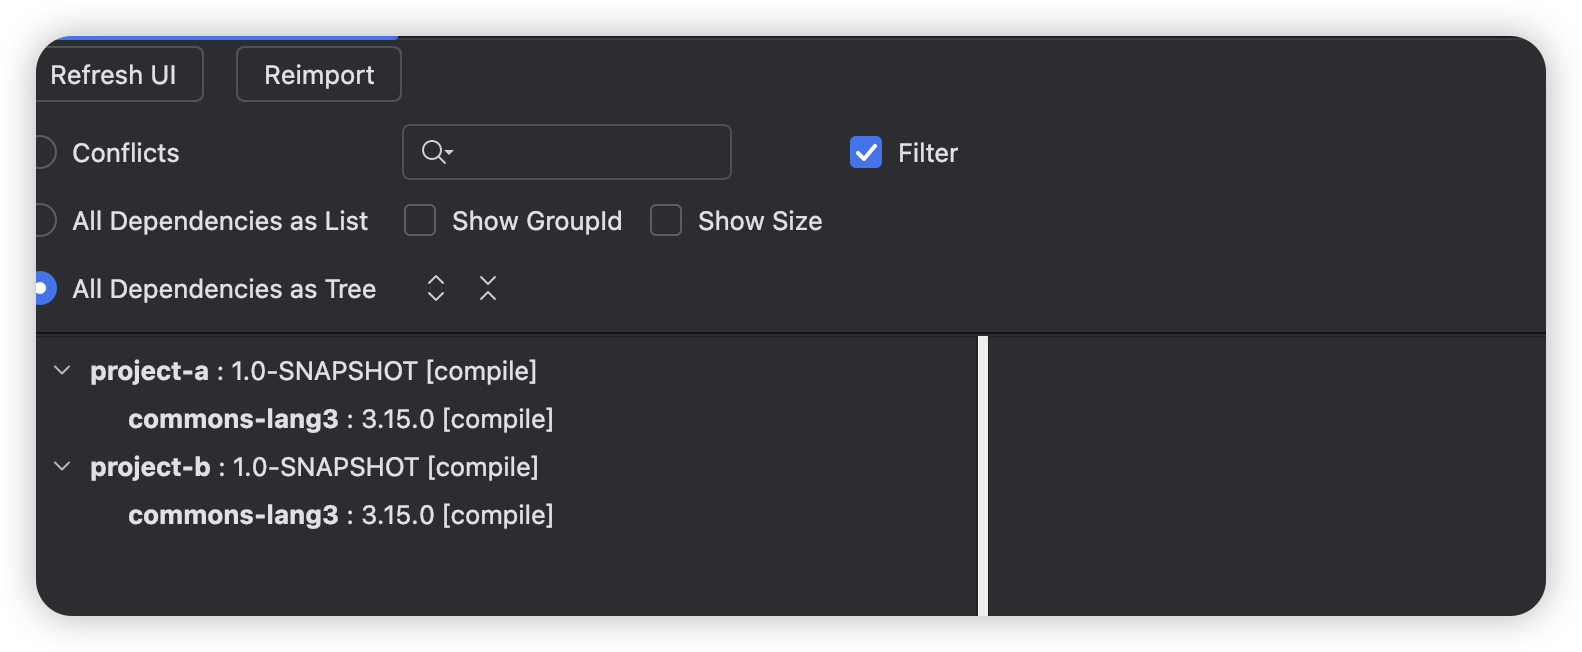 Refresh UI Reimport
Conflicts Filter
All Dependencies as List Show GroupId Show Size
All Dependencies as Tree
project-a : 1.0-SNAPSHOT [compile]
commons-lang3 : 3.15.0 [compile]
project-b : 1.0-SNAPSHOT [compile]
commons-lang3 : 3.15.0 [compile]